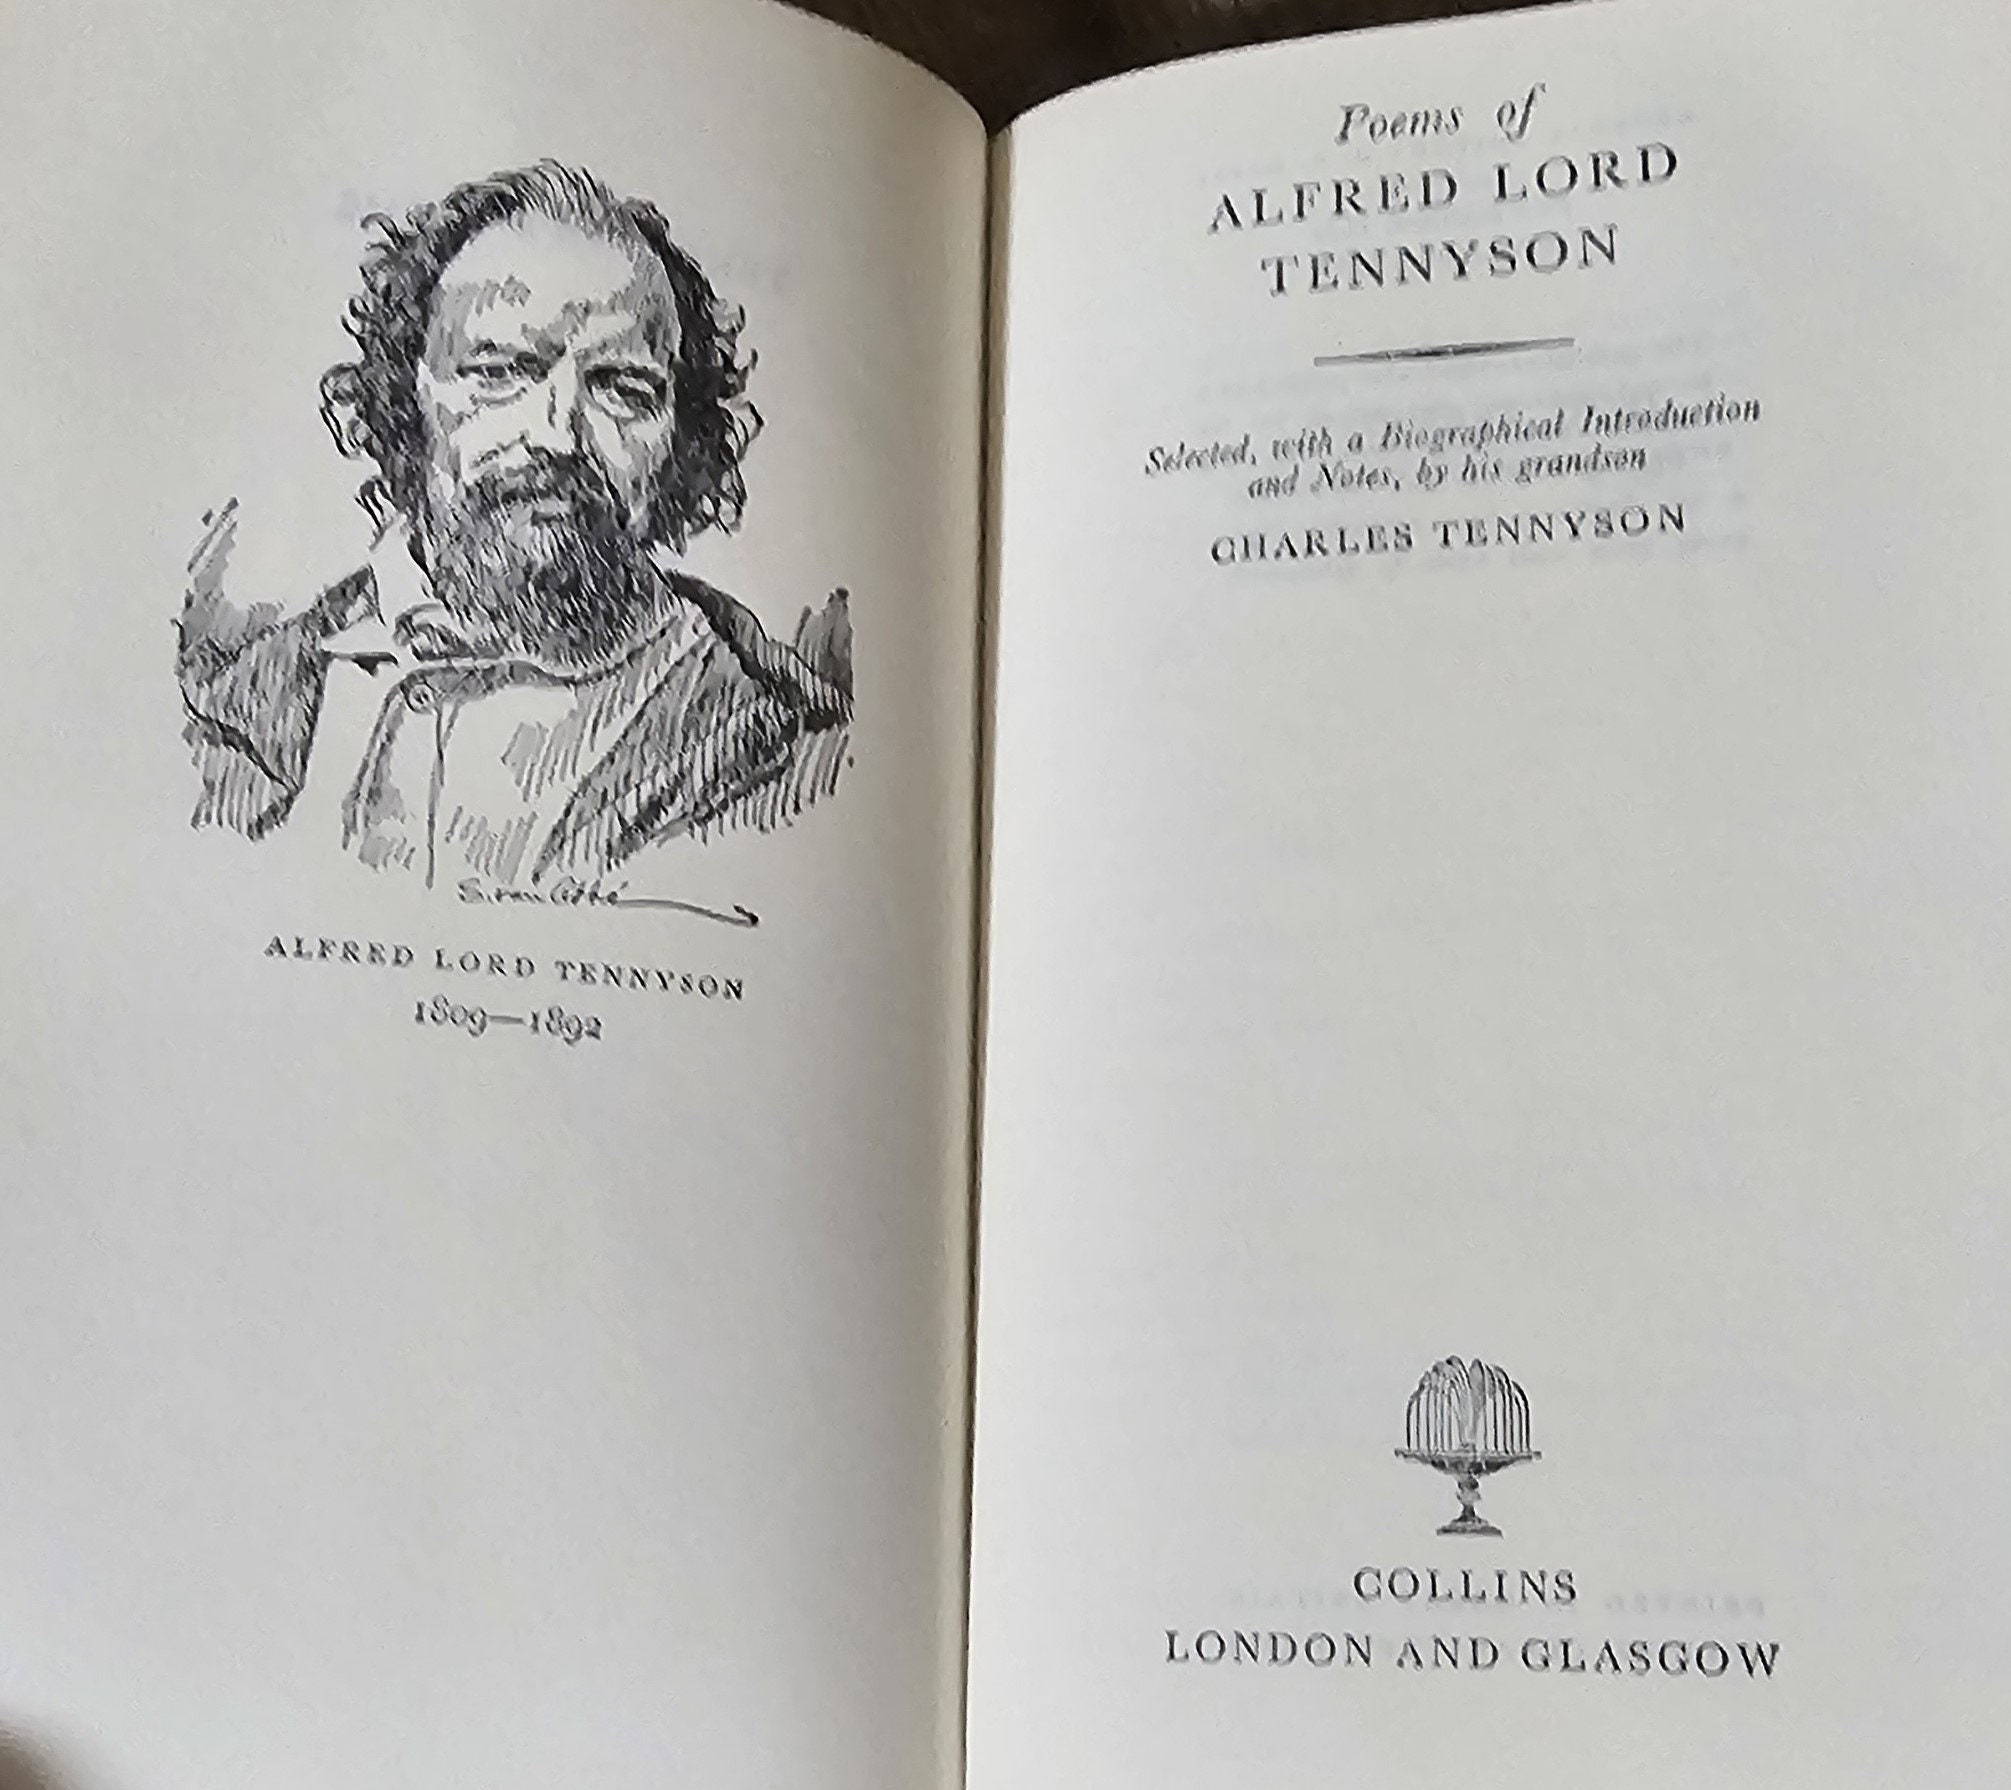 ALFRED LORD TENNYSON
1809—1892
Poems of
ALFRED LORD
TENNYSON
Selected, with a Biographical Introduction
and Notes, by his grandson
CHARLES TENNYSON
COLLINS
LONDON AND GLASGOW